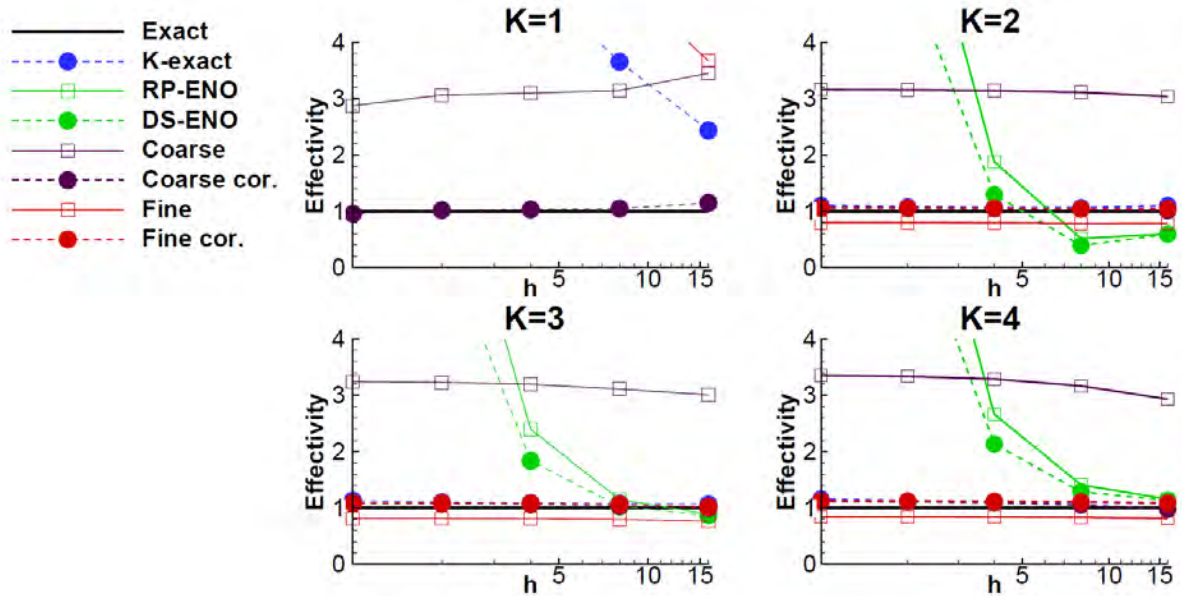 Exact
K-exact
RP-ENO
DS-ENO
Coarse
Coarse cor.
Fine
Fine cor.
K=1
Effectivity
4
3
2
1
0
5
10
15
h
K=2
Effectivity
4
3
2
1
0
5
10
15
h
K=3
Effectivity
4
3
2
1
0
5
10
15
h
K=4
Effectivity
4
3
2
1
0
5
10
15
h